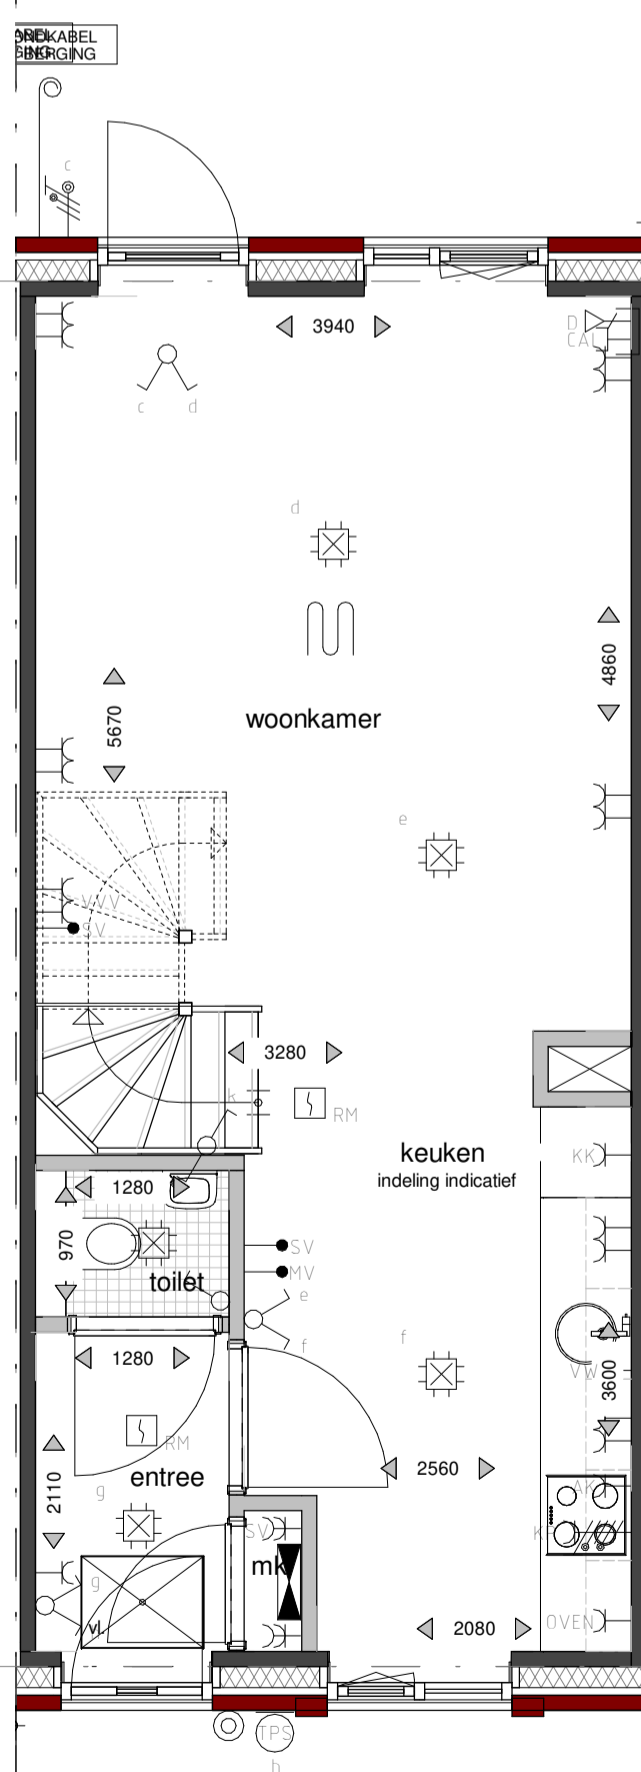 ONDKABEL
BERGING
c
3940
D
CAI
c
d
d
4860
5670
woonkamer
e
VVV
SV
3280
k
RM
keuken
indeling indicatief
KK
1280
970
toilet
SV
MV
e
f
f
1280
VW
3600
RM
entree
g
2110
2560
AK
SV
mk
g
vl.
2080
OVEN
TPS
b